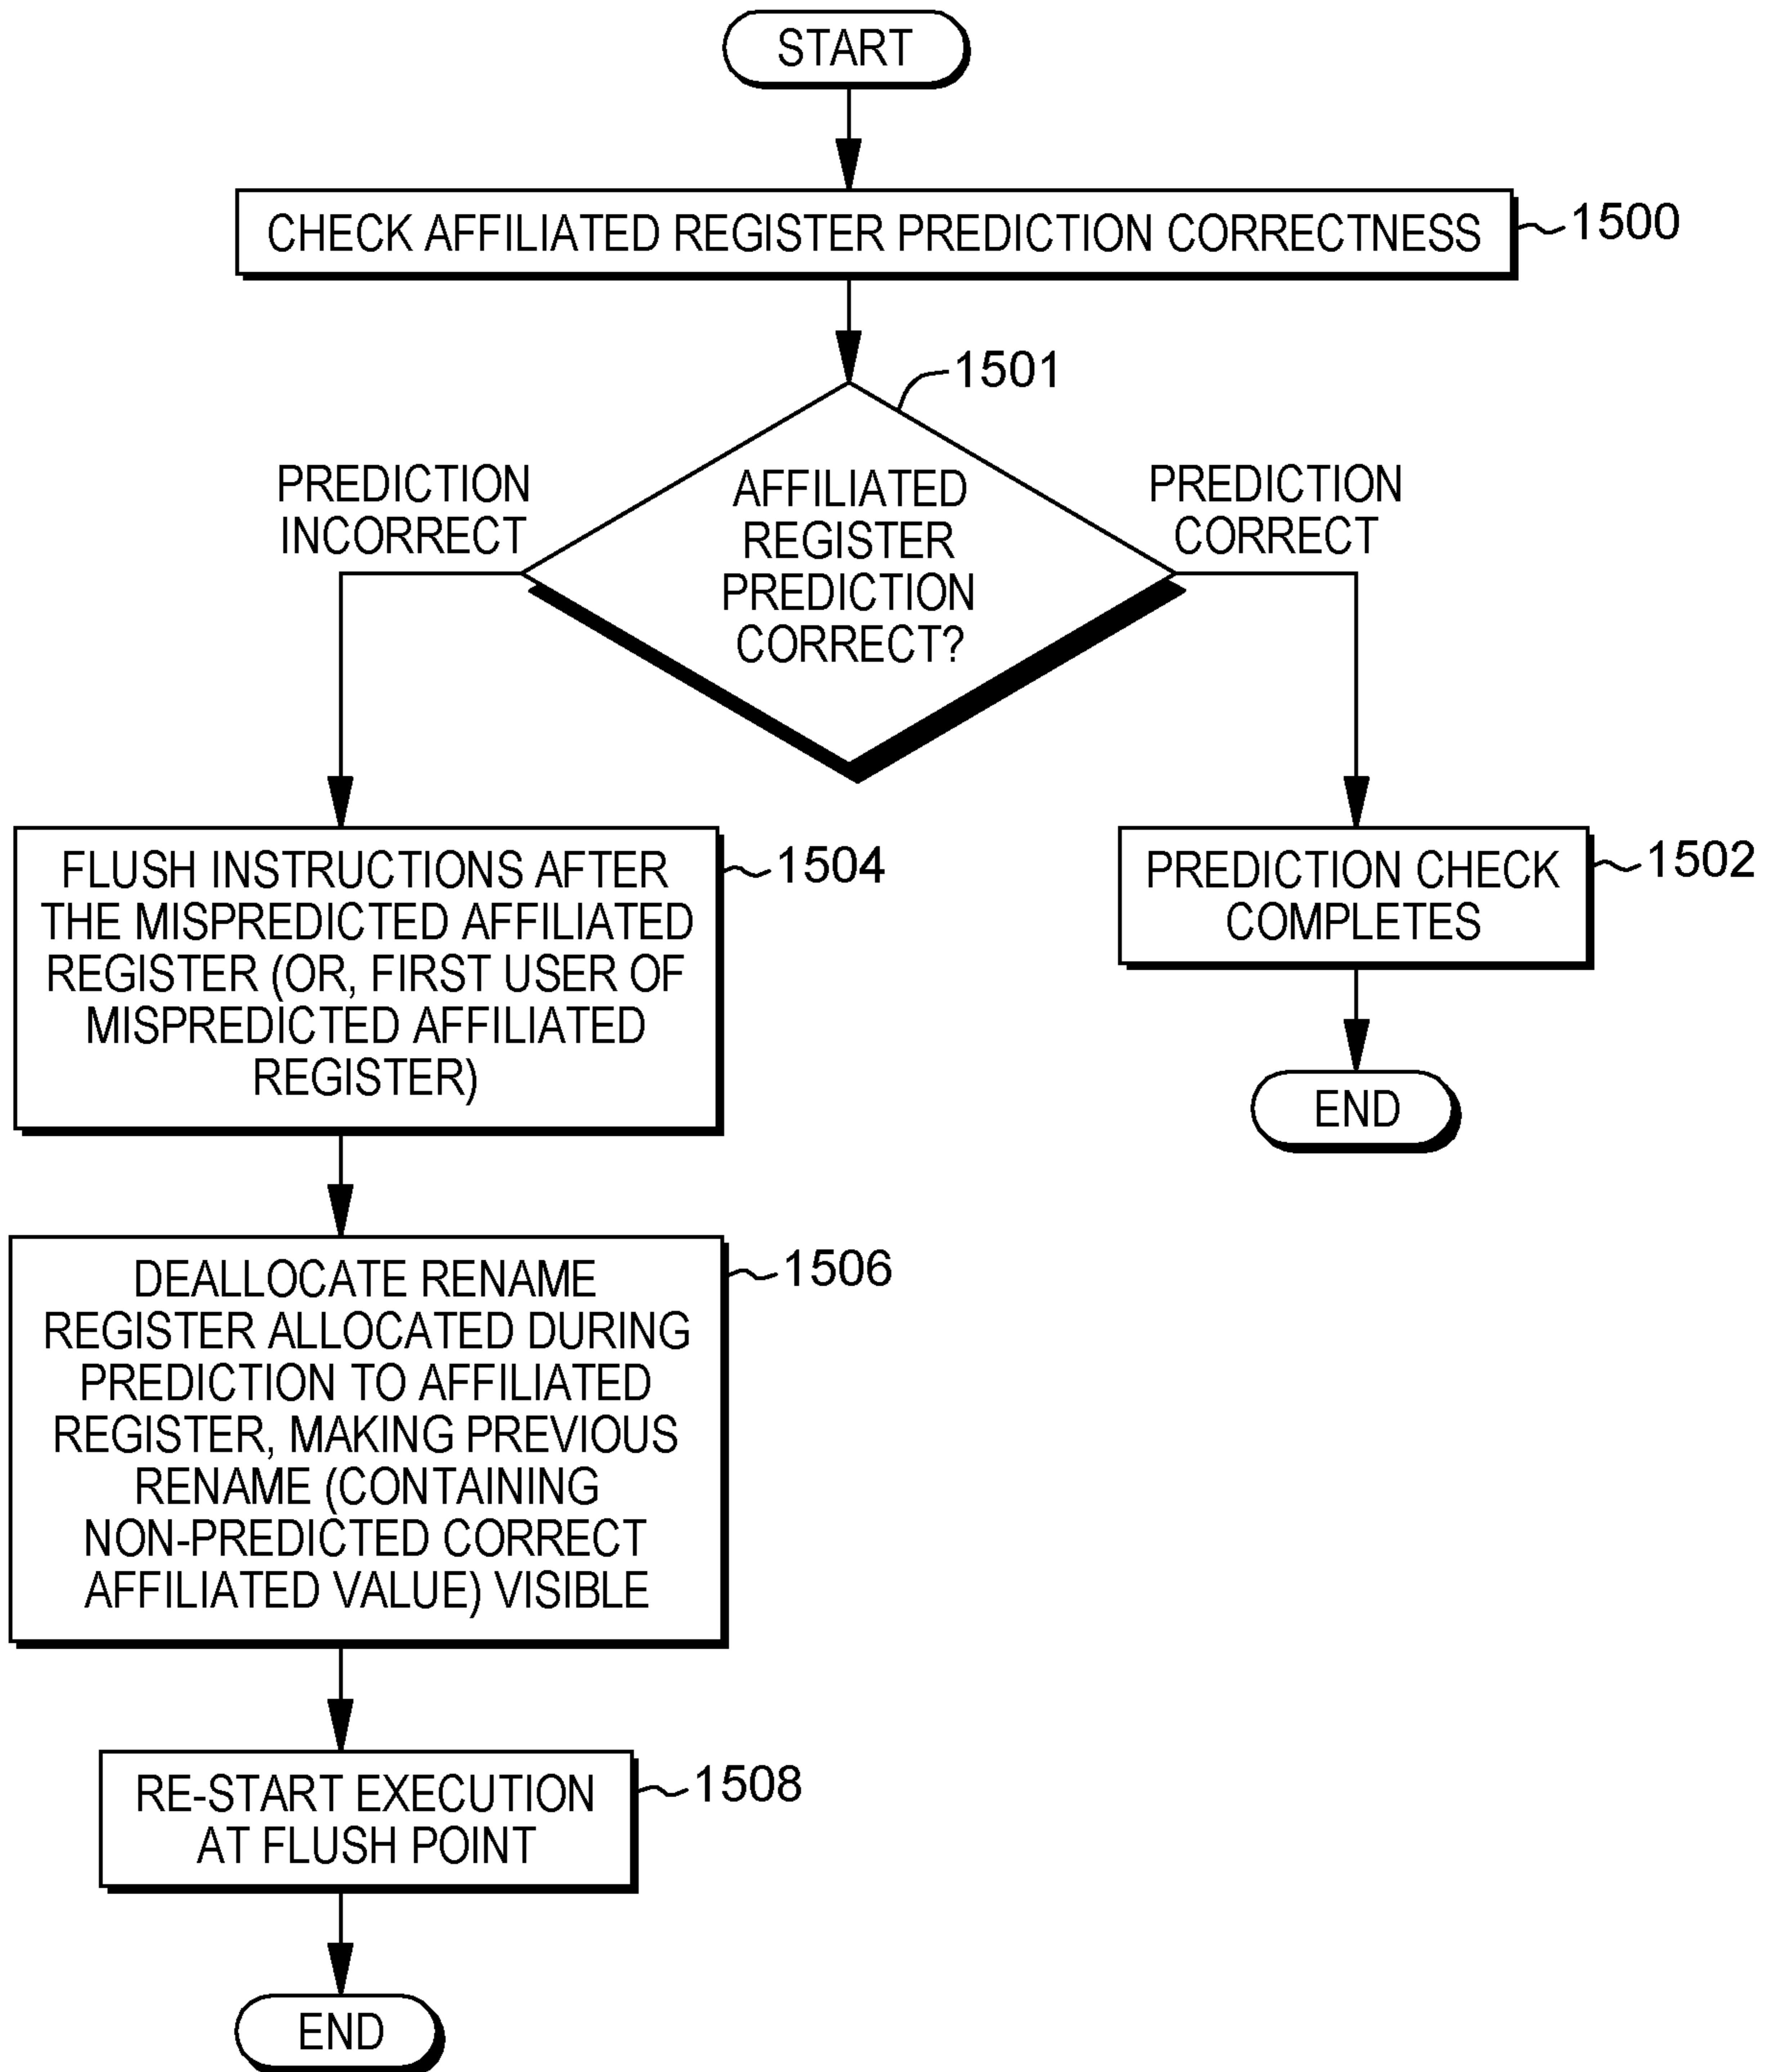 START
CHECK AFFILIATED REGISTER PREDICTION CORRECTNESS
1500
1501
AFFILIATED
REGISTER
PREDICTION
CORRECT?
PREDICTION
INCORRECT
PREDICTION
CORRECT
FLUSH INSTRUCTIONS AFTER
THE MISPREDICTED AFFILIATED
REGISTER (OR, FIRST USER OF
MISPREDICTED AFFILIATED
REGISTER)
1504
PREDICTION CHECK
COMPLETES
1502
END
DEALLOCATE RENAME
REGISTER ALLOCATED DURING
PREDICTION TO AFFILIATED
REGISTER, MAKING PREVIOUS
RENAME (CONTAINING
NON-PREDICTED CORRECT
AFFILIATED VALUE) VISIBLE
1506
RE-START EXECUTION
AT FLUSH POINT
1508
END